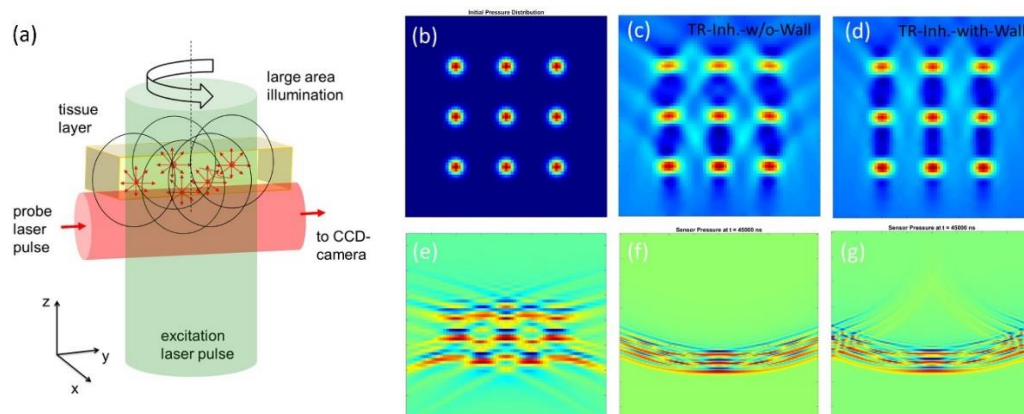 (a)
large area
illumination
tissue
layer
probe
laser
pulse
to CCD-
camera
excitation
laser pulse
z
y
x
Initial Pressure Distribution
(b)
(c)
TR-Inh.-w/o-Wall
(d)
TR-Inh.-with-Wall
(e)
Sensor Pressure at t = 45000 ns
(f)
Sensor Pressure at t = 45000 ns
(g)